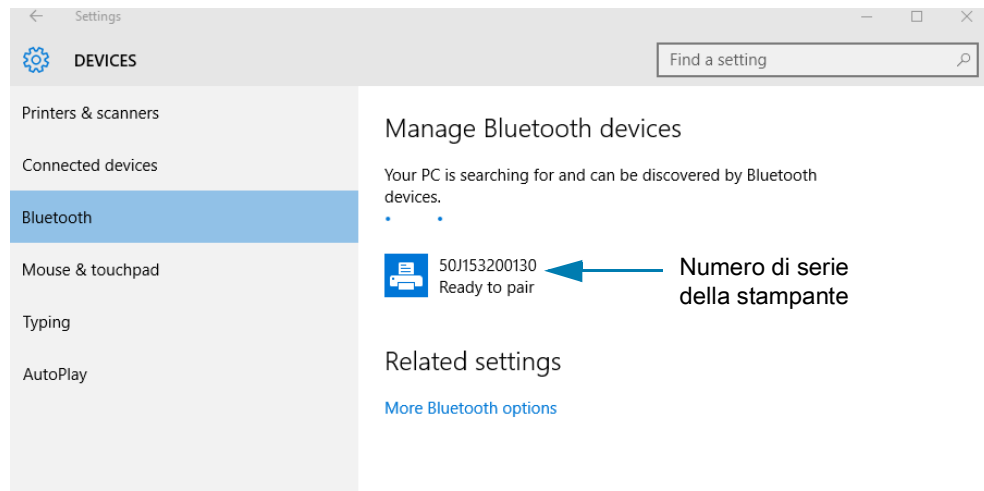 Settings
DEVICES
Find a setting
Printers & scanners
Connected devices
Bluetooth
Mouse & touchpad
Typing
AutoPlay
Manage Bluetooth devices
Your PC is searching for and can be discovered by Bluetooth
devices.
50J153200130
Ready to pair
Numero di serie
della stampante
Related settings
More Bluetooth options